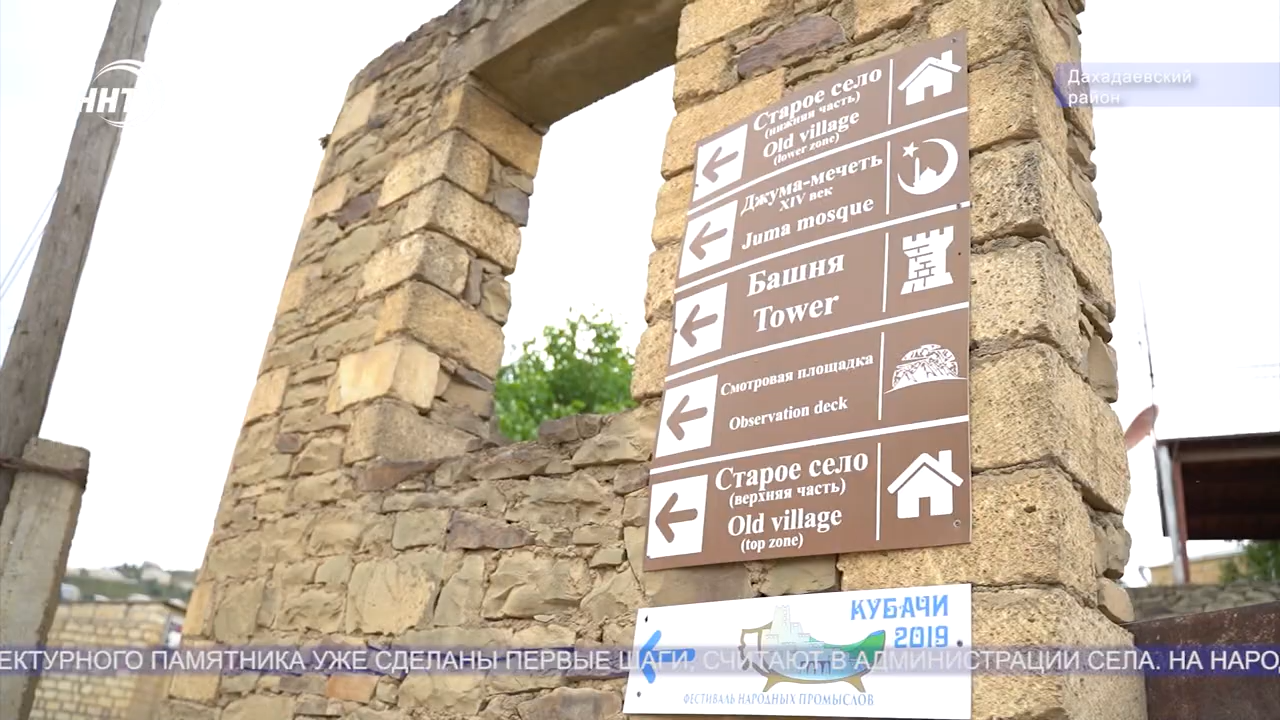 ННТ
Дахадаевский
район
Старое село
(нижняя часть)
Old village
(lower zone)
Джума-мечеть
XIV век
Juma mosque
Башня
Tower
Смотровая площадка
Observation deck
Старое село
(верхняя часть)
Old village
(top zone)
КУБАЧИ
2019
ФЕСТИВАЛЬ НАРОДНЫХ ПРОМЫСЛОВ
ЕКТУРНОГО ПАМЯТНИКА УЖЕ СДЕЛАНЫ ПЕРВЫЕ ШАГИ, СЧИТАЮТ В АДМИНИСТРАЦИИ СЕЛА. НА НАРО